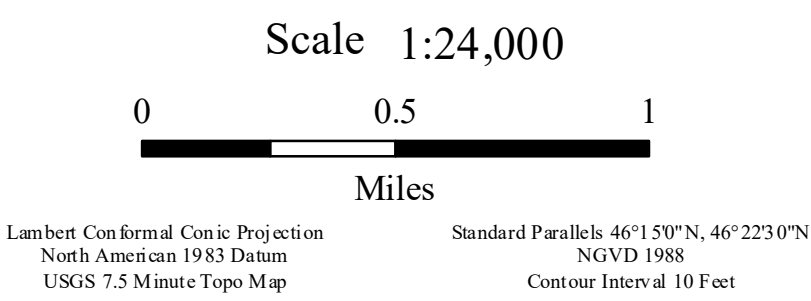 Scale 1:24,000
0 0.5 1
Miles
Lambert Conformal Conic Projection
North American 1983 Datum
USGS 7.5 Minute Topo Map
Standard Parallels 46°15'0"N, 46°22'30"N
NGVD 1988
Contour Interval 10 Feet